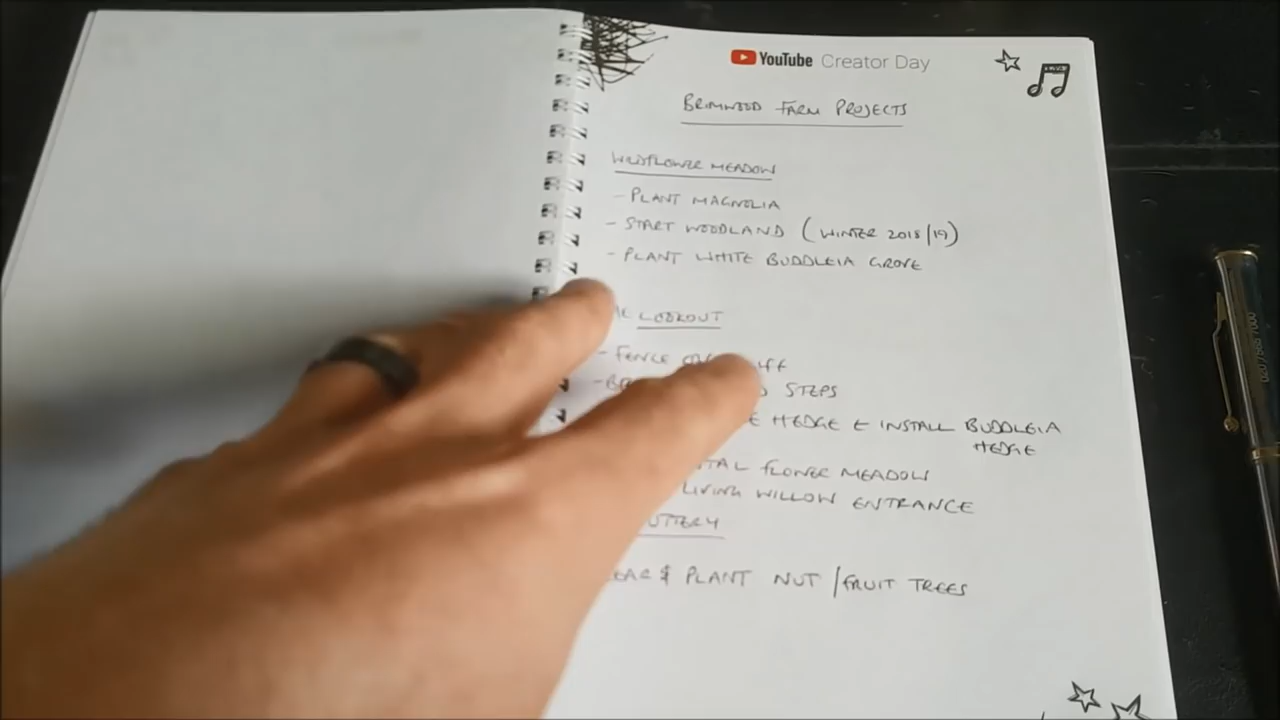 YouTube Creator Day
BRIMWOOD FARM PROJECTS
WILDFLOWER MEADOW
- PLANT MAGNOLIA
- START WOODLAND (WINTER 2018/19)
- PLANT WHITE BUDDLEIA GROVE
LOOKOUT
- FENCE
STEPS
HEDGE & INSTALL BUDDLEIA
HEDGE
FLOWER MEADOW
LIVING WILLOW ENTRANCE
& PLANT NUT / FRUIT TREES